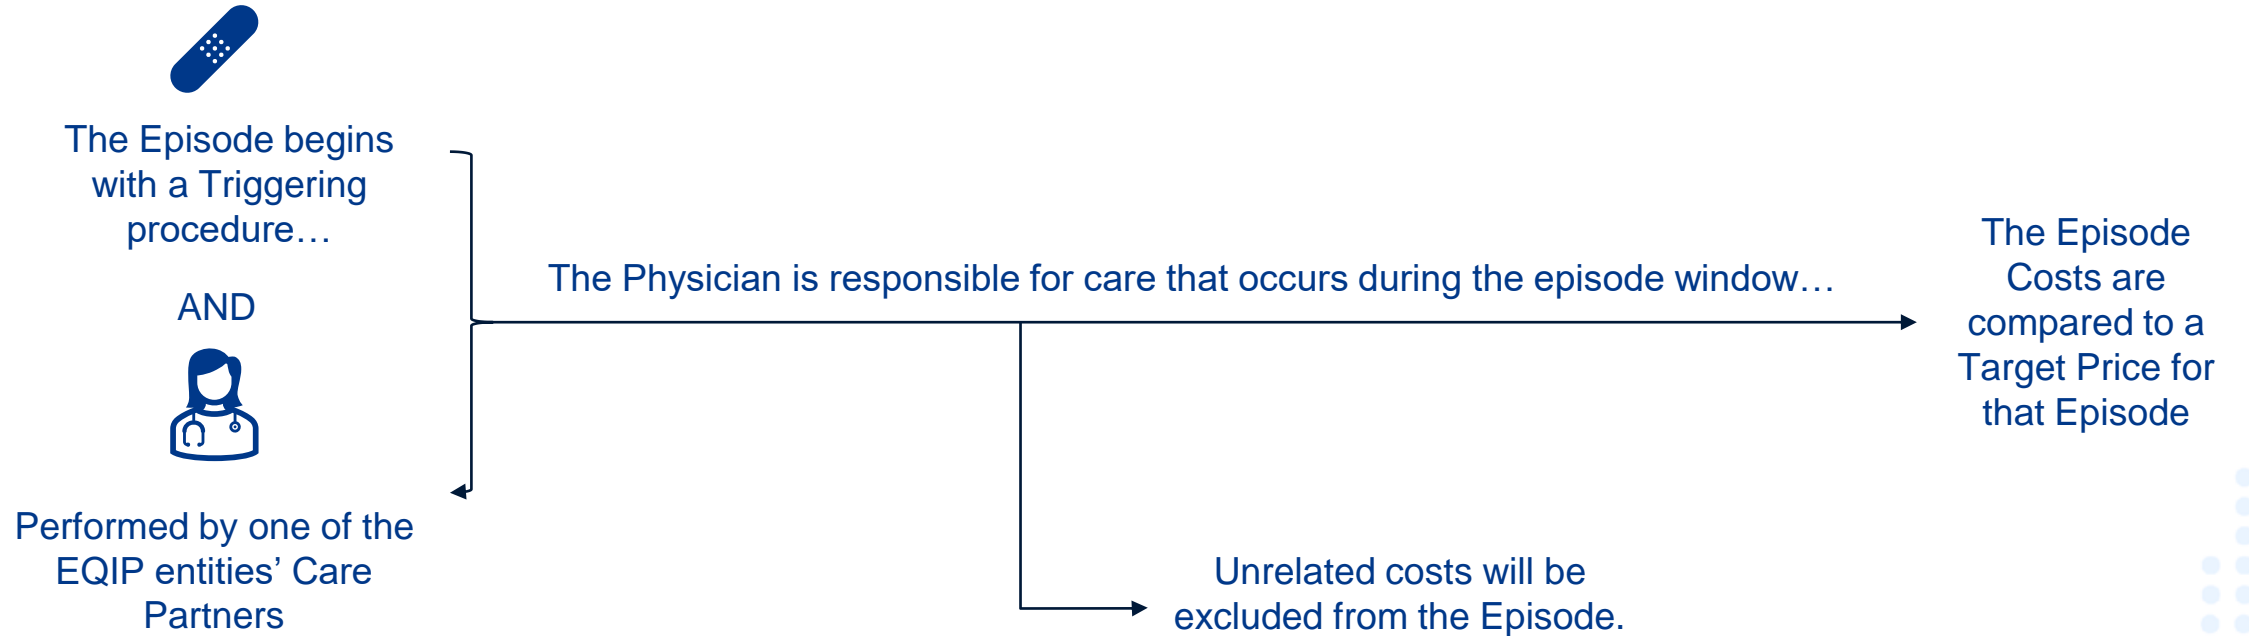 The Episode begins
with a Triggering
procedure…
AND
Performed by one of the
EQIP entities’ Care
Partners
The Physician is responsible for care that occurs during the episode window…
Unrelated costs will be
excluded from the Episode.
The Episode
Costs are
compared to a
Target Price for
that Episode